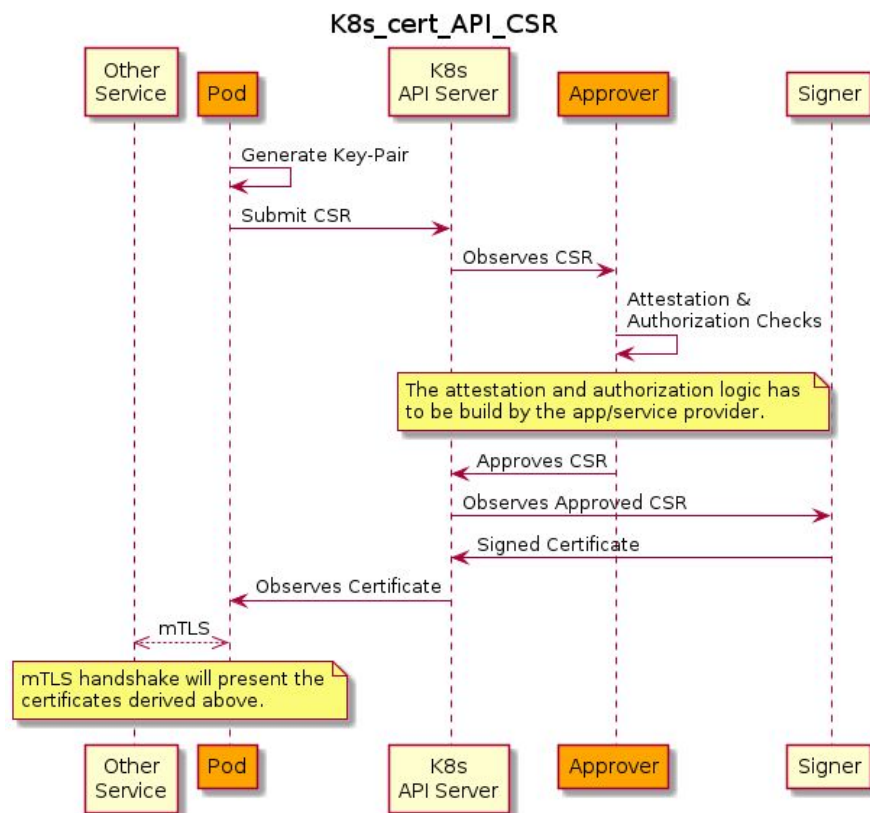 K8s_cert_API_CSR
Other
Service
Pod
K8s
API Server
Approver
Signer
Generate Key-Pair
Submit CSR
Observes CSR
Attestation &
Authorization Checks
The attestation and authorization logic has
to be build by the app/service provider.
Approves CSR
Observes Approved CSR
Signed Certificate
Observes Certificate
mTLS
mTLS handshake will present the
certificates derived above.
Other
Service
Pod
K8s
API Server
Approver
Signer